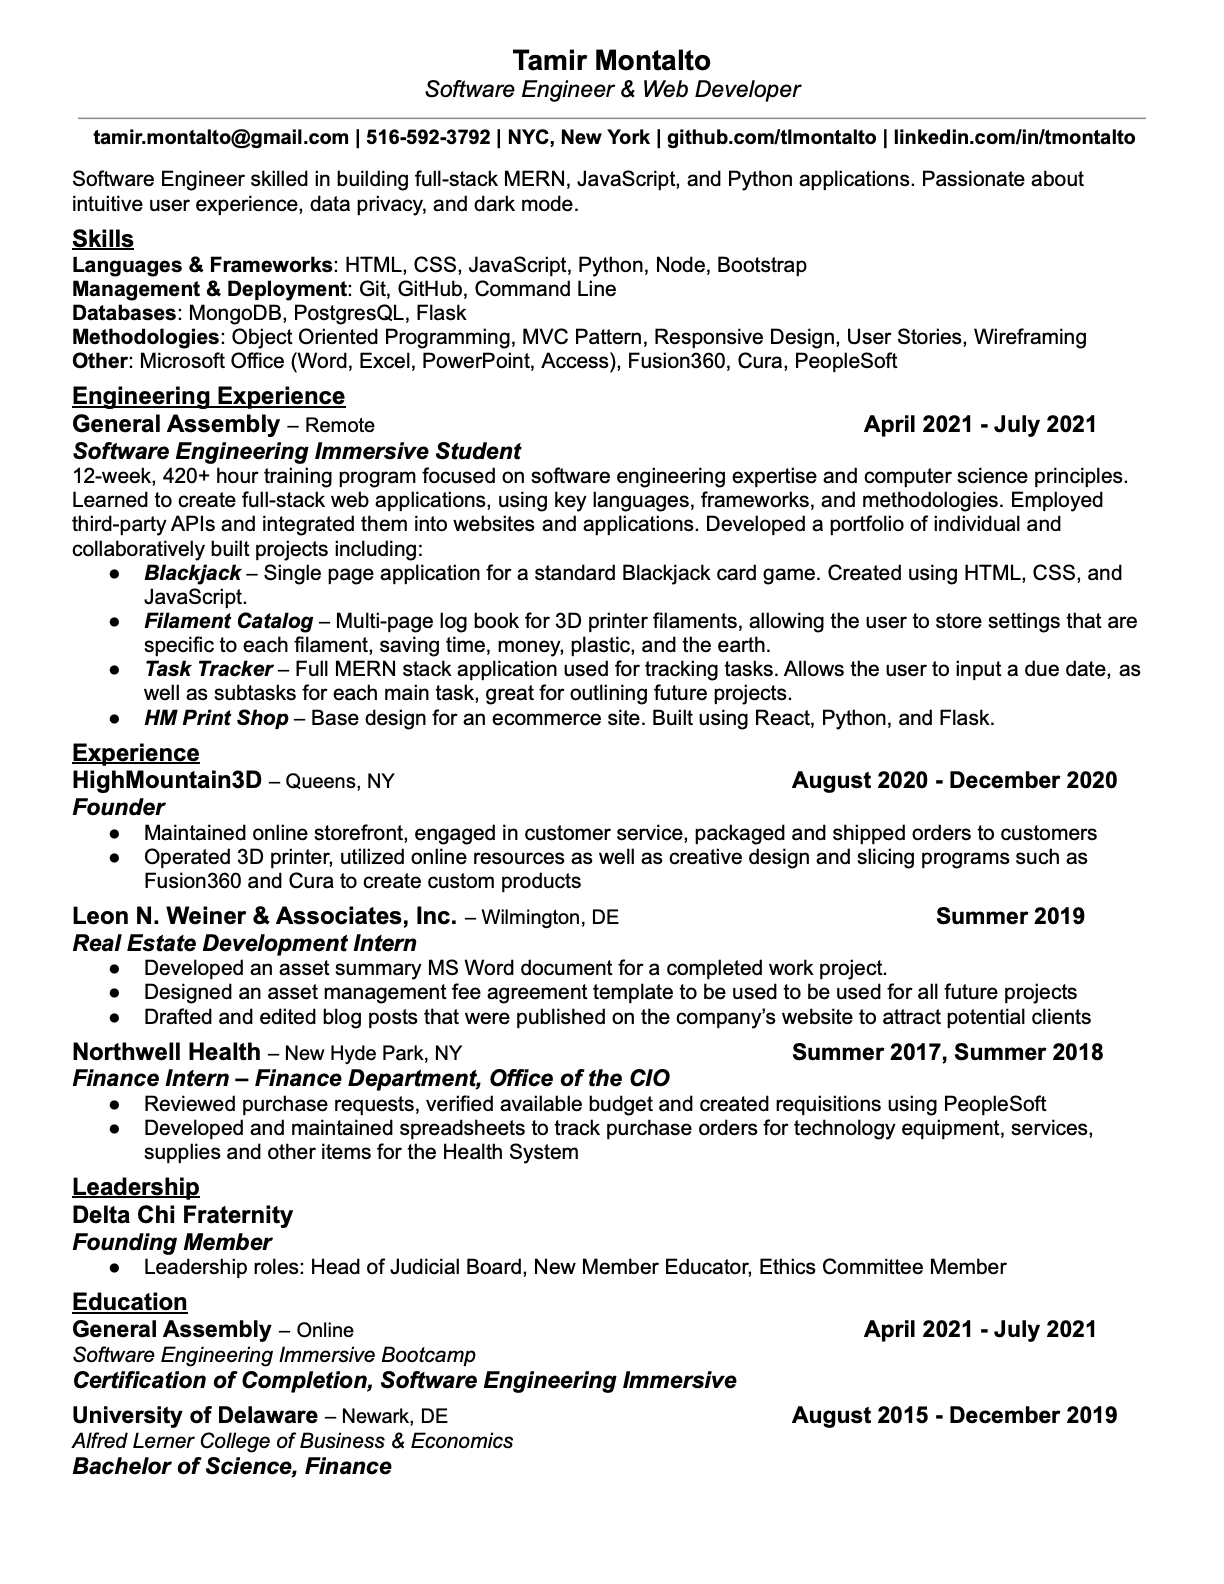 Tamir Montalto
Software Engineer & Web Developer
tamir.montalto@gmail.com | 516-592-3792 | NYC, New York | github.com/tlmontalto | linkedin.com/in/tmontalto
Software Engineer skilled in building full-stack MERN, JavaScript, and Python applications. Passionate about
intuitive user experience, data privacy, and dark mode.
Skills
Languages & Frameworks: HTML, CSS, JavaScript, Python, Node, Bootstrap
Management & Deployment: Git, GitHub, Command Line
Databases: MongoDB, PostgresQL, Flask
Methodologies: Object Oriented Programming, MVC Pattern, Responsive Design, User Stories, Wireframing
Other: Microsoft Office (Word, Excel, PowerPoint, Access), Fusion360, Cura, PeopleSoft
Engineering Experience
General Assembly – Remote April 2021 - July 2021
Software Engineering Immersive Student
12-week, 420+ hour training program focused on software engineering expertise and computer science principles.
Learned to create full-stack web applications, using key languages, frameworks, and methodologies. Employed
third-party APIs and integrated them into websites and applications. Developed a portfolio of individual and
collaboratively built projects including:
● Blackjack – Single page application for a standard Blackjack card game. Created using HTML, CSS, and
JavaScript.
● Filament Catalog – Multi-page log book for 3D printer filaments, allowing the user to store settings that are
specific to each filament, saving time, money, plastic, and the earth.
● Task Tracker – Full MERN stack application used for tracking tasks. Allows the user to input a due date, as
well as subtasks for each main task, great for outlining future projects.
● HM Print Shop – Base design for an ecommerce site. Built using React, Python, and Flask.
Experience
HighMountain3D – Queens, NY August 2020 - December 2020
Founder
● Maintained online storefront, engaged in customer service, packaged and shipped orders to customers
● Operated 3D printer, utilized online resources as well as creative design and slicing programs such as
Fusion360 and Cura to create custom products
Leon N. Weiner & Associates, Inc. – Wilmington, DE Summer 2019
Real Estate Development Intern
● Developed an asset summary MS Word document for a completed work project.
● Designed an asset management fee agreement template to be used to be used for all future projects
● Drafted and edited blog posts that were published on the company’s website to attract potential clients
Northwell Health – New Hyde Park, NY Summer 2017, Summer 2018
Finance Intern – Finance Department, Office of the CIO
● Reviewed purchase requests, verified available budget and created requisitions using PeopleSoft
● Developed and maintained spreadsheets to track purchase orders for technology equipment, services,
supplies and other items for the Health System
Leadership
Delta Chi Fraternity
Founding Member
● Leadership roles: Head of Judicial Board, New Member Educator, Ethics Committee Member
Education
General Assembly – Online April 2021 - July 2021
Software Engineering Immersive Bootcamp
Certification of Completion, Software Engineering Immersive
University of Delaware – Newark, DE August 2015 - December 2019
Alfred Lerner College of Business & Economics
Bachelor of Science, Finance